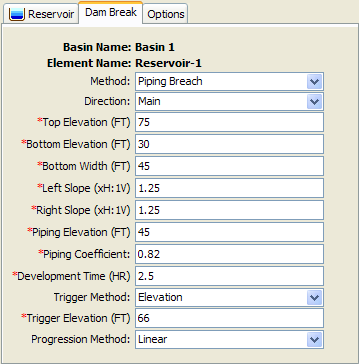 Reservoir Dam Break Options
Basin Name: Basin 1
Element Name: Reservoir-1
Method: Piping Breach
Direction: Main
*Top Elevation (FT) 75
*Bottom Elevation (FT) 30
*Bottom Width (FT) 45
*Left Slope (xH:1V) 1.25
*Right Slope (xH:1V) 1.25
*Piping Elevation (FT) 45
*Piping Coefficient: 0.82
*Development Time (HR) 2.5
Trigger Method: Elevation
*Trigger Elevation (FT) 66
Progression Method: Linear